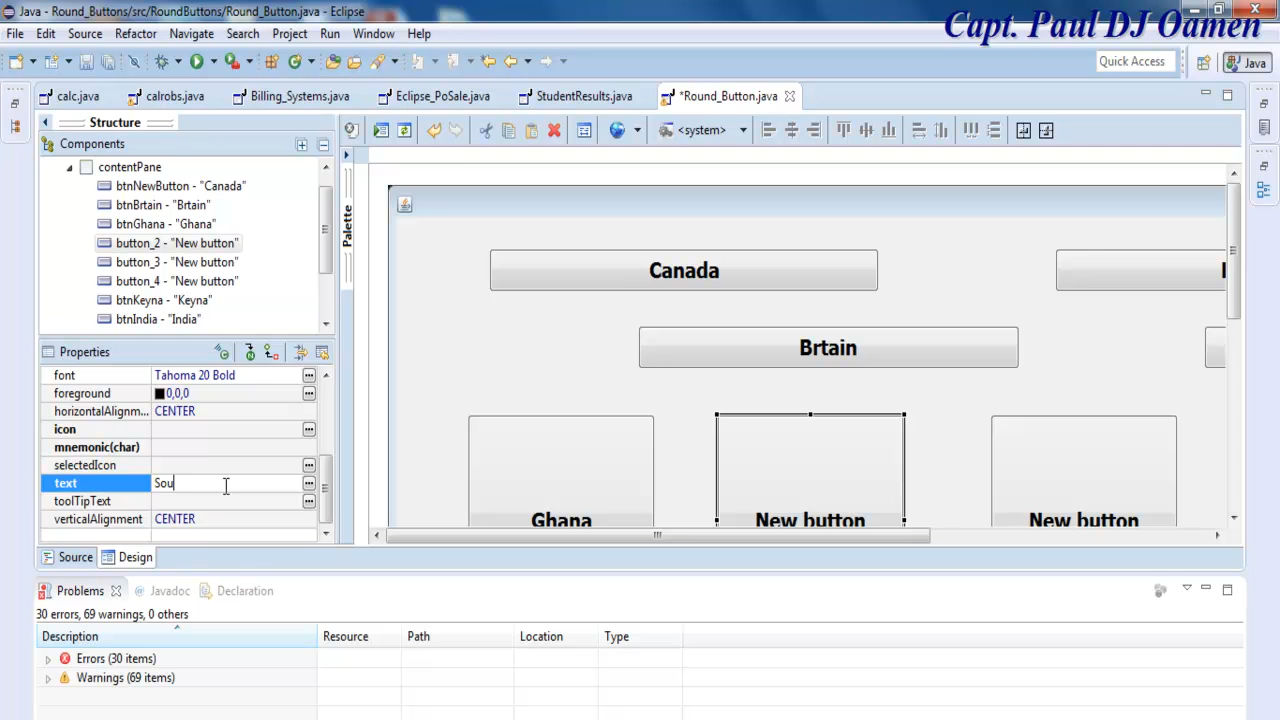 Java - Round_Buttons/src/RoundButtons/Round_Button.java - Eclipse
Capt. Paul DJ Oamen
File Edit Source Refactor Navigate Search Project Run Window Help
Quick Access
Java
calc.java
calrobs.java
Billing_Systems.java
Eclipse_PoSale.java
StudentResults.java
*Round_Button.java
Structure
<system>
Components
contentPane
btnNewButton - "Canada"
btnBrtain - "Brtain"
btnGhana - "Ghana"
button_2 - "New button"
button_3 - "New button"
button_4 - "New button"
btnKeyna - "Keyna"
btnIndia - "India"
Palette
Canada
Brtain
Ghana
New button
New button
Properties
font Tahoma 20 Bold
foreground 0,0,0
horizontalAlignm... CENTER
icon
mnemonic(char)
selectedIcon
text Sou
toolTipText
verticalAlignment CENTER
Source Design
Problems Javadoc Declaration
30 errors, 69 warnings, 0 others
Description Resource Path Location Type
Errors (30 items)
Warnings (69 items)